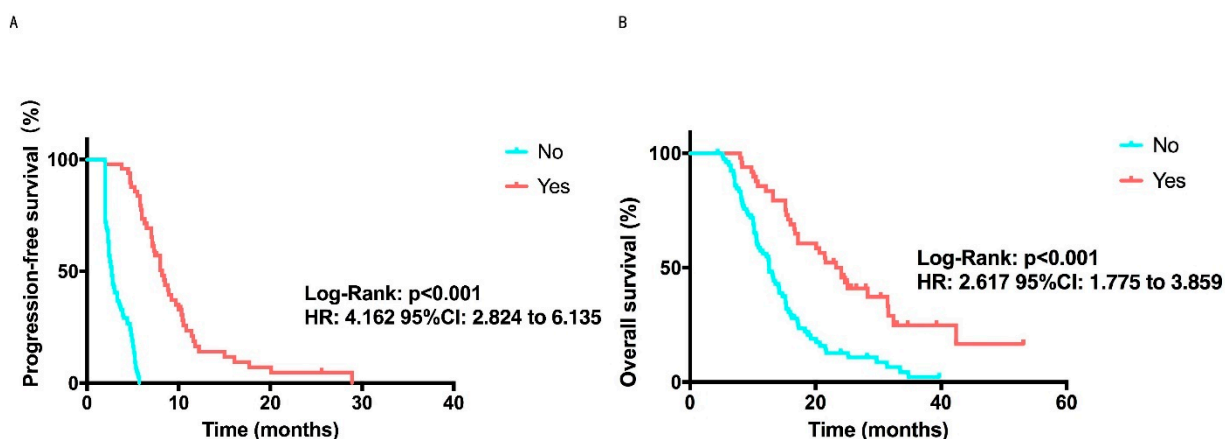 A
Progression-free survival (%)
100
50
0
0
10
20
30
40
Time (months)
No
Yes
Log-Rank: p<0.001
HR: 4.162 95%CI: 2.824 to 6.135
B
Overall survival (%)
100
50
0
0
20
40
60
Time (months)
No
Yes
Log-Rank: p<0.001
HR: 2.617 95%CI: 1.775 to 3.859